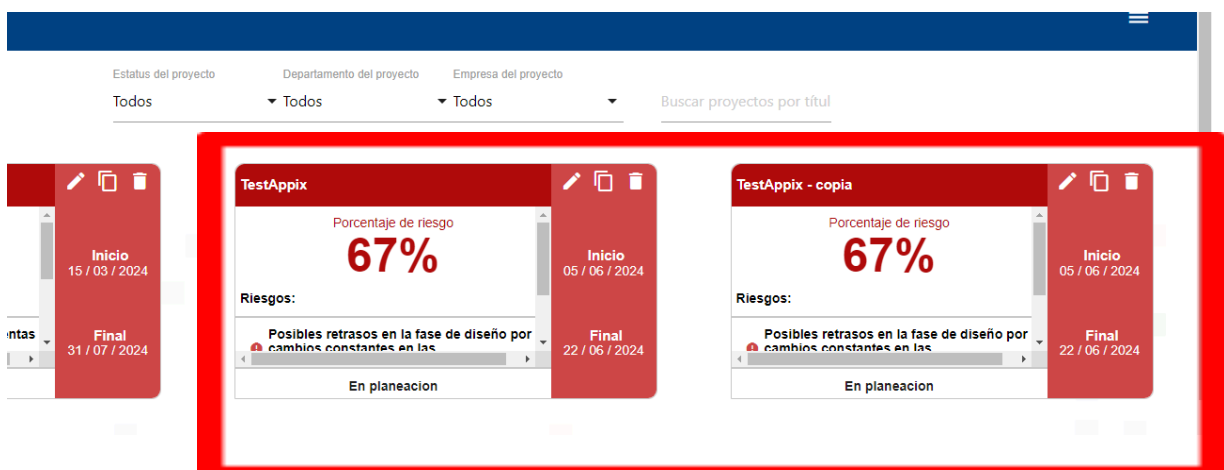 Estatus del proyecto
Departamento del proyecto
Empresa del proyecto
Todos
Todos
Todos
Buscar proyectos por títul
Inicio
15 / 03 / 2024
entas
Final
31 / 07 / 2024
TestAppix
Porcentaje de riesgo
67%
Riesgos:
Posibles retrasos en la fase de diseño por
cambios constantes en las
En planeacion
Inicio
05 / 06 / 2024
Final
22 / 06 / 2024
TestAppix - copia
Porcentaje de riesgo
67%
Riesgos:
Posibles retrasos en la fase de diseño por
cambios constantes en las
En planeacion
Inicio
05 / 06 / 2024
Final
22 / 06 / 2024